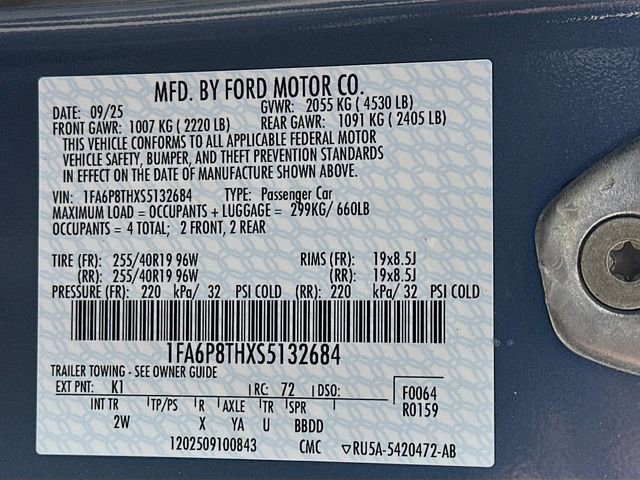 MFD. BY FORD MOTOR CO.
DATE: 09/25 GVWR: 2055 KG ( 4530 LB)
FRONT GAWR: 1007 KG ( 2220 LB) REAR GAWR: 1091 KG ( 2405 LB)
THIS VEHICLE CONFORMS TO ALL APPLICABLE FEDERAL MOTOR
VEHICLE SAFETY, BUMPER, AND THEFT PREVENTION STANDARDS
IN EFFECT ON THE DATE OF MANUFACTURE SHOWN ABOVE.
VIN: 1FA6P8THXS5132684 TYPE: Passenger Car
MAXIMUM LOAD = OCCUPANTS + LUGGAGE = 299KG/ 660LB
OCCUPANTS = 4 TOTAL; 2 FRONT, 2 REAR
TIRE (FR): 255/40R19 96W RIMS (FR): 19x8.5J
(RR): 255/40R19 96W (RR): 19x8.5J
PRESSURE (FR): 220 kPa/ 32 PSI COLD (RR): 220 kPa/ 32 PSI COLD
1FA6P8THXS5132684
TRAILER TOWING - SEE OWNER GUIDE
EXT PNT: K1 RC: 72 DSO: F0064
INT TR TP/PS R AXLE TR SPR R0159
2W X YA U BBDD
1202509100843 CMC ▽RU5A-5420472-AB